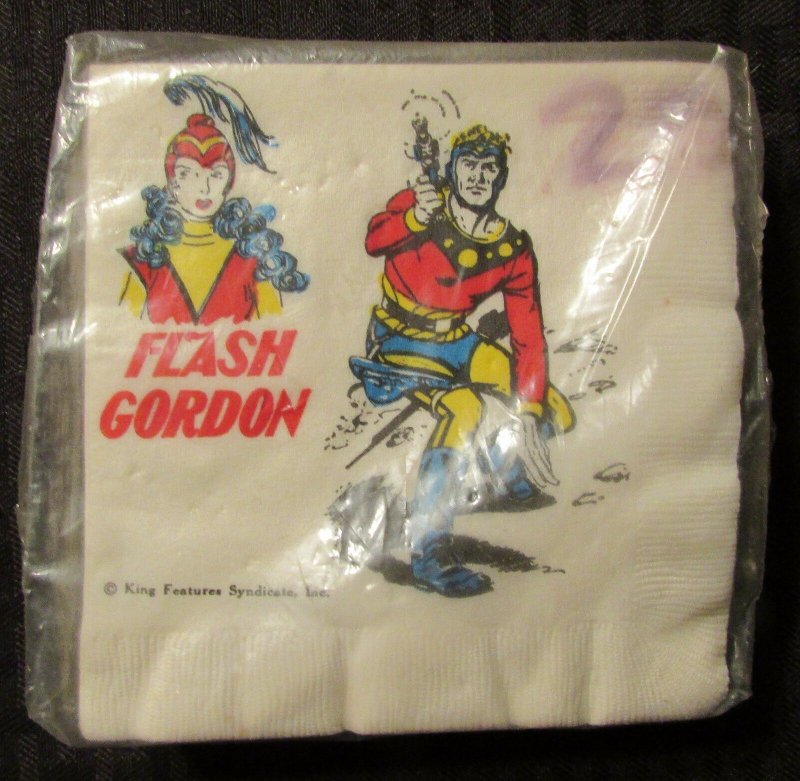 FLASH
GORDON
© King Features Syndicate, Inc.